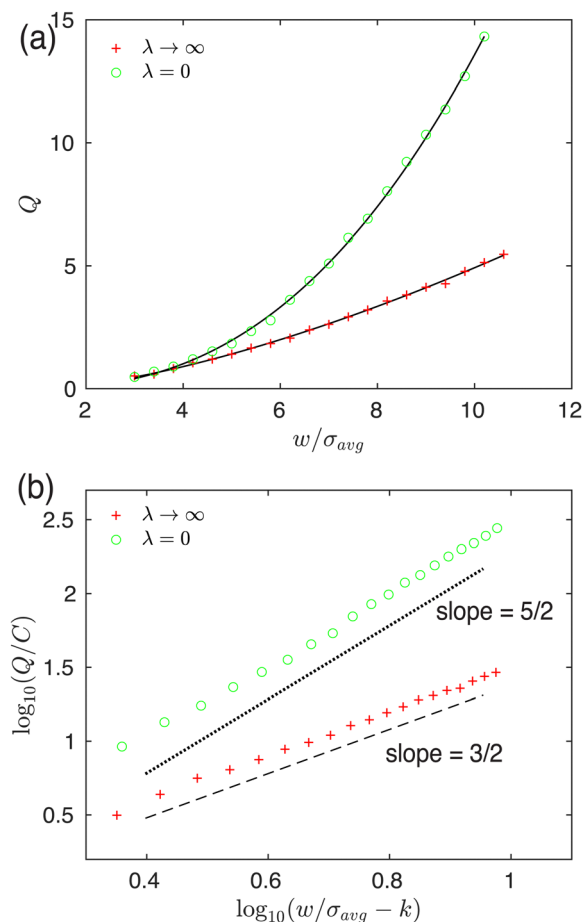 (a)
15
10
5
0
Q
+ λ → ∞
○ λ = 0
2 4 6 8 10 12
w/σ_avg
(b)
2.5
2
1.5
1
0.5
log₁₀(Q/C)
+ λ → ∞
○ λ = 0
slope = 5/2
slope = 3/2
0.4 0.6 0.8 1
log₁₀(w/σ_avg − k)